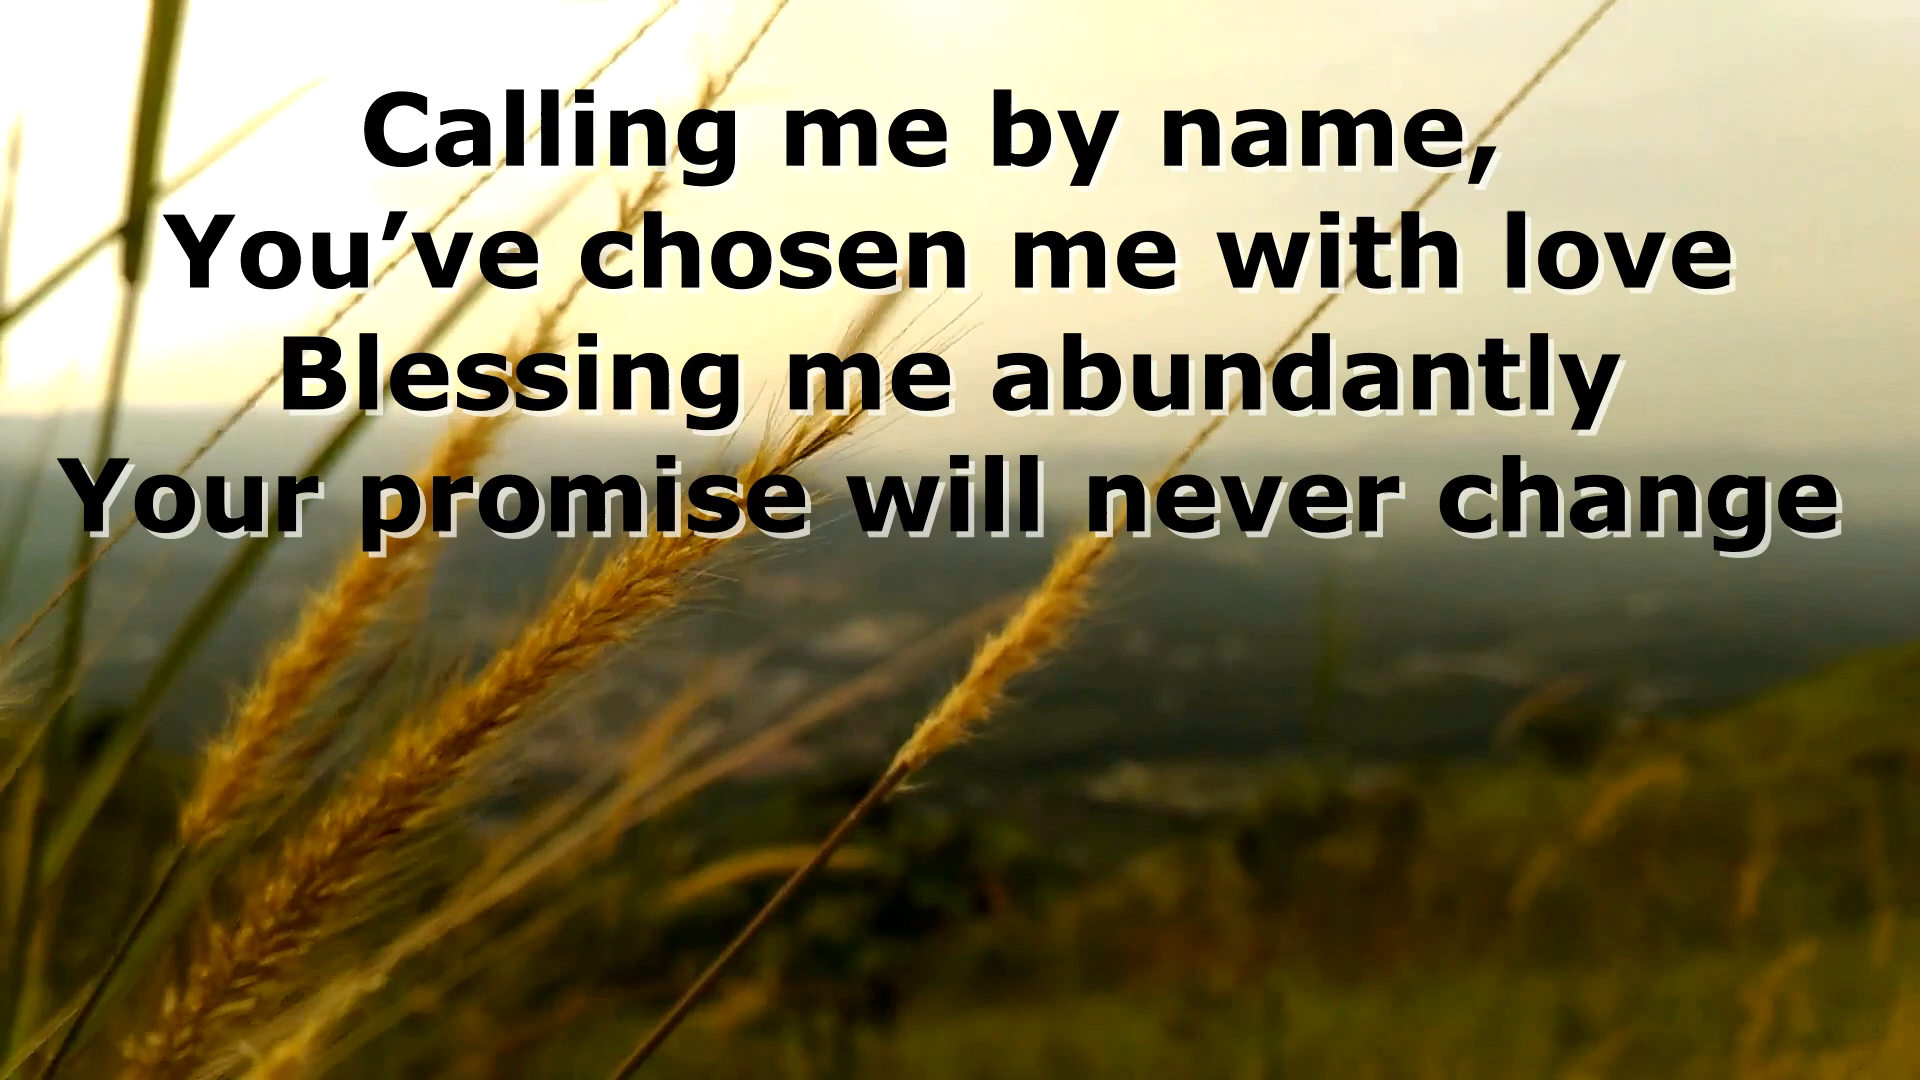 Calling me by name,
You’ve chosen me with love
Blessing me abundantly
Your promise will never change